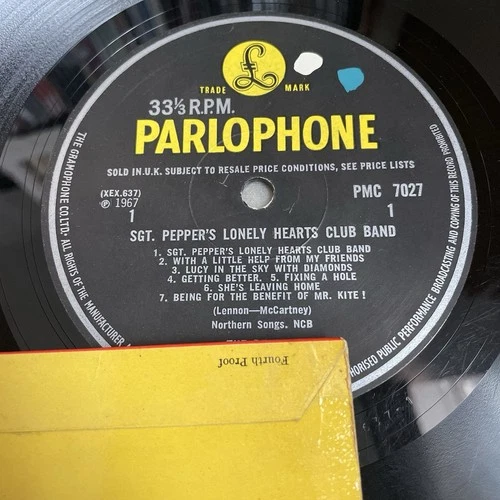 £
TRADE MARK
33⅓ R.P.M.
PARLOPHONE
SOLD IN U.K. SUBJECT TO RESALE PRICE CONDITIONS, SEE PRICE LISTS
(XEX.637) PMC 7027
℗ 1967
1 1
SGT. PEPPER'S LONELY HEARTS CLUB BAND
1. SGT. PEPPER'S LONELY HEARTS CLUB BAND
2. WITH A LITTLE HELP FROM MY FRIENDS
3. LUCY IN THE SKY WITH DIAMONDS
4. GETTING BETTER. 5. FIXING A HOLE
6. SHE'S LEAVING HOME
7. BEING FOR THE BENEFIT OF MR. KITE!
(Lennon—McCartney)
Northern Songs. NCB
THE GRAMOPHONE CO. LTD. ALL RIGHTS OF THE MANUFACTURER
PUBLIC PERFORMANCE BROADCASTING AND COPYING OF THIS RECORD PROHIBITED
Fourth Proof